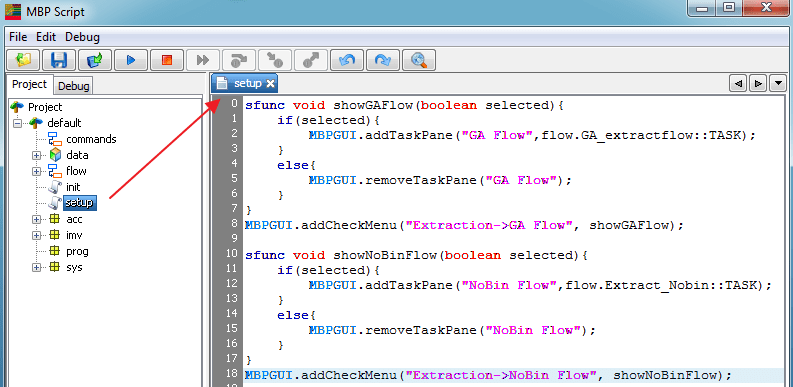 MBP Script
File Edit Debug
Project Debug
Project
default
commands
data
flow
init
setup
acc
imv
prog
sys
setup
0 sfunc void showGAFlow(boolean selected){
1 if(selected){
2 MBPGUI.addTaskPane("GA Flow",flow.GA_extractflow::TASK);
3 }
4 else{
5 MBPGUI.removeTaskPane("GA Flow");
6 }
7 }
8 MBPGUI.addCheckMenu("Extraction->GA Flow", showGAFlow);
9
10 sfunc void showNoBinFlow(boolean selected){
11 if(selected){
12 MBPGUI.addTaskPane("NoBin Flow",flow.Extract_Nobin::TASK);
13 }
14 else{
15 MBPGUI.removeTaskPane("NoBin Flow");
16 }
17 }
18 MBPGUI.addCheckMenu("Extraction->NoBin Flow", showNoBinFlow);